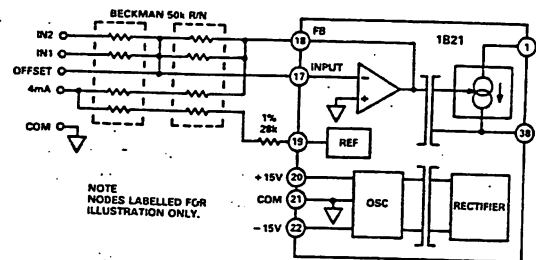 BECKMAN 50k R/N
IN2
IN1
OFFSET
4mA
COM
18
FB
1B21
1
17
INPUT
-
+
38
1%
28k
19
REF
NOTE
NODES LABELLED FOR
ILLUSTRATION ONLY.
+15V
20
COM
21
-15V
22
OSC
RECTIFIER